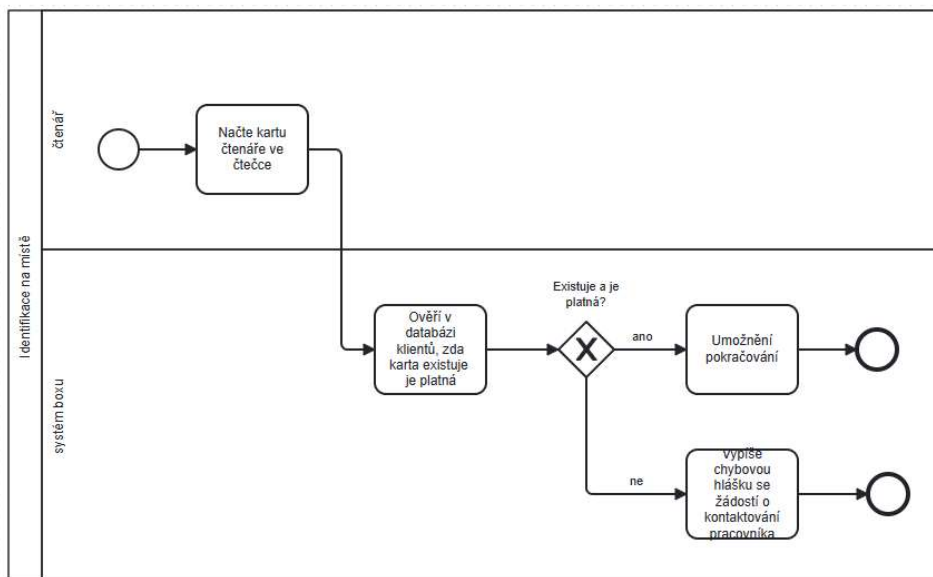 Identifikace na místě
čtenář
Načte kartu
čtenáře ve
čtečce
systém boxu
Ověří v
databázi
klientů, zda
karta existuje
je platná
Existuje a je
platná?
ano
Umožnění
pokračování
ne
Vypíše
chybovou
hlášku se
žádostí o
kontaktování
pracovníka